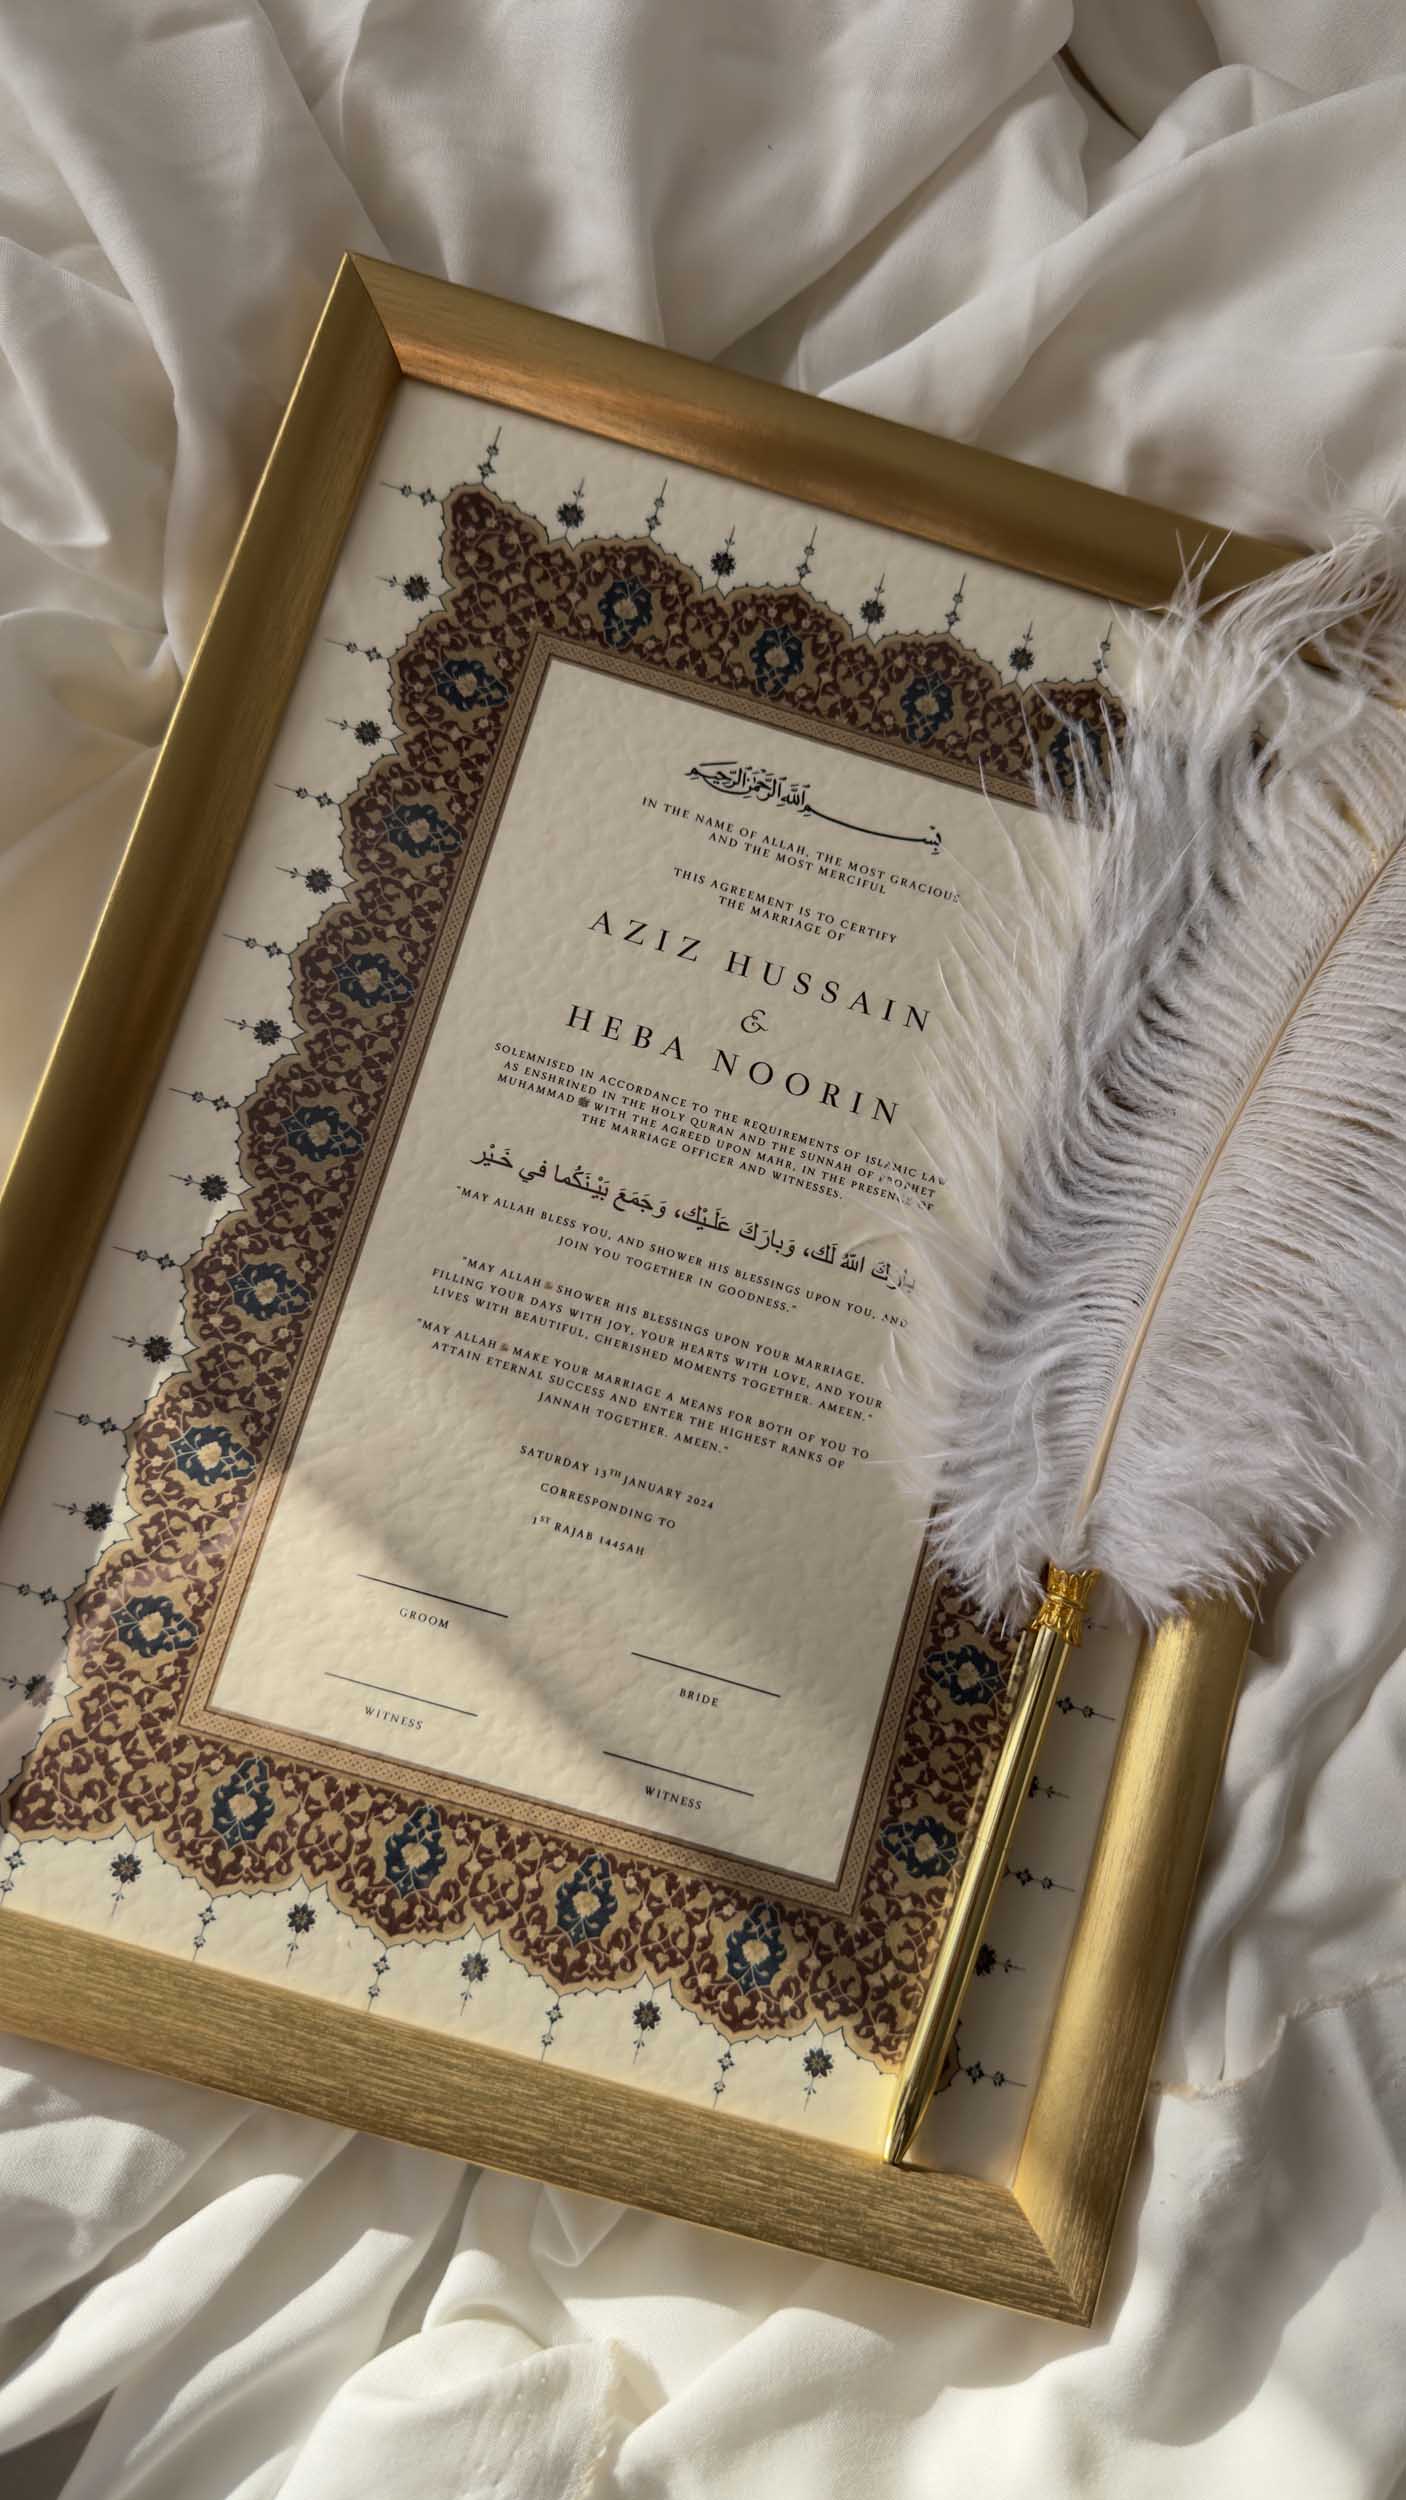 بِسْمِ اللهِ الرَّحْمٰنِ الرَّحِيْمِ
IN THE NAME OF ALLAH, THE MOST GRACIOUS
AND THE MOST MERCIFUL
"THIS AGREEMENT IS TO CERTIFY
THE MARRIAGE OF
AZIZ HUSSAIN
&
HEBA NOORIN
SOLEMNISED IN ACCORDANCE TO THE REQUIREMENTS OF ISLAMIC LAW
AS ENSHRINED IN THE HOLY QURAN AND THE SUNNAH OF PROPHET
MUHAMMAD ﷺ WITH THE AGREED UPON MAHR, IN THE PRESENCE OF
THE MARRIAGE OFFICER AND WITNESSES.
بارَكَ اللهُ لَك، وَبارَكَ عَلَـيْك، وَجَمَعَ بَيْـنَكُما في خَـيْر
"MAY ALLAH BLESS YOU, AND SHOWER HIS BLESSINGS UPON YOU, AND
JOIN YOU TOGETHER IN GOODNESS."
"MAY ALLAH SHOWER HIS BLESSINGS UPON YOUR MARRIAGE,
FILLING YOUR DAYS WITH JOY, YOUR HEARTS WITH LOVE, AND YOUR
LIVES WITH BEAUTIFUL, CHERISHED MOMENTS TOGETHER. AMEEN."
"MAY ALLAH MAKE YOUR MARRIAGE A MEANS FOR BOTH OF YOU TO
ATTAIN ETERNAL SUCCESS AND ENTER THE HIGHEST RANKS OF
JANNAH TOGETHER. AMEEN."
SATURDAY 13TH JANUARY 2024
CORRESPONDING TO
1ST RAJAB 1445AH
GROOM
BRIDE
WITNESS
WITNESS